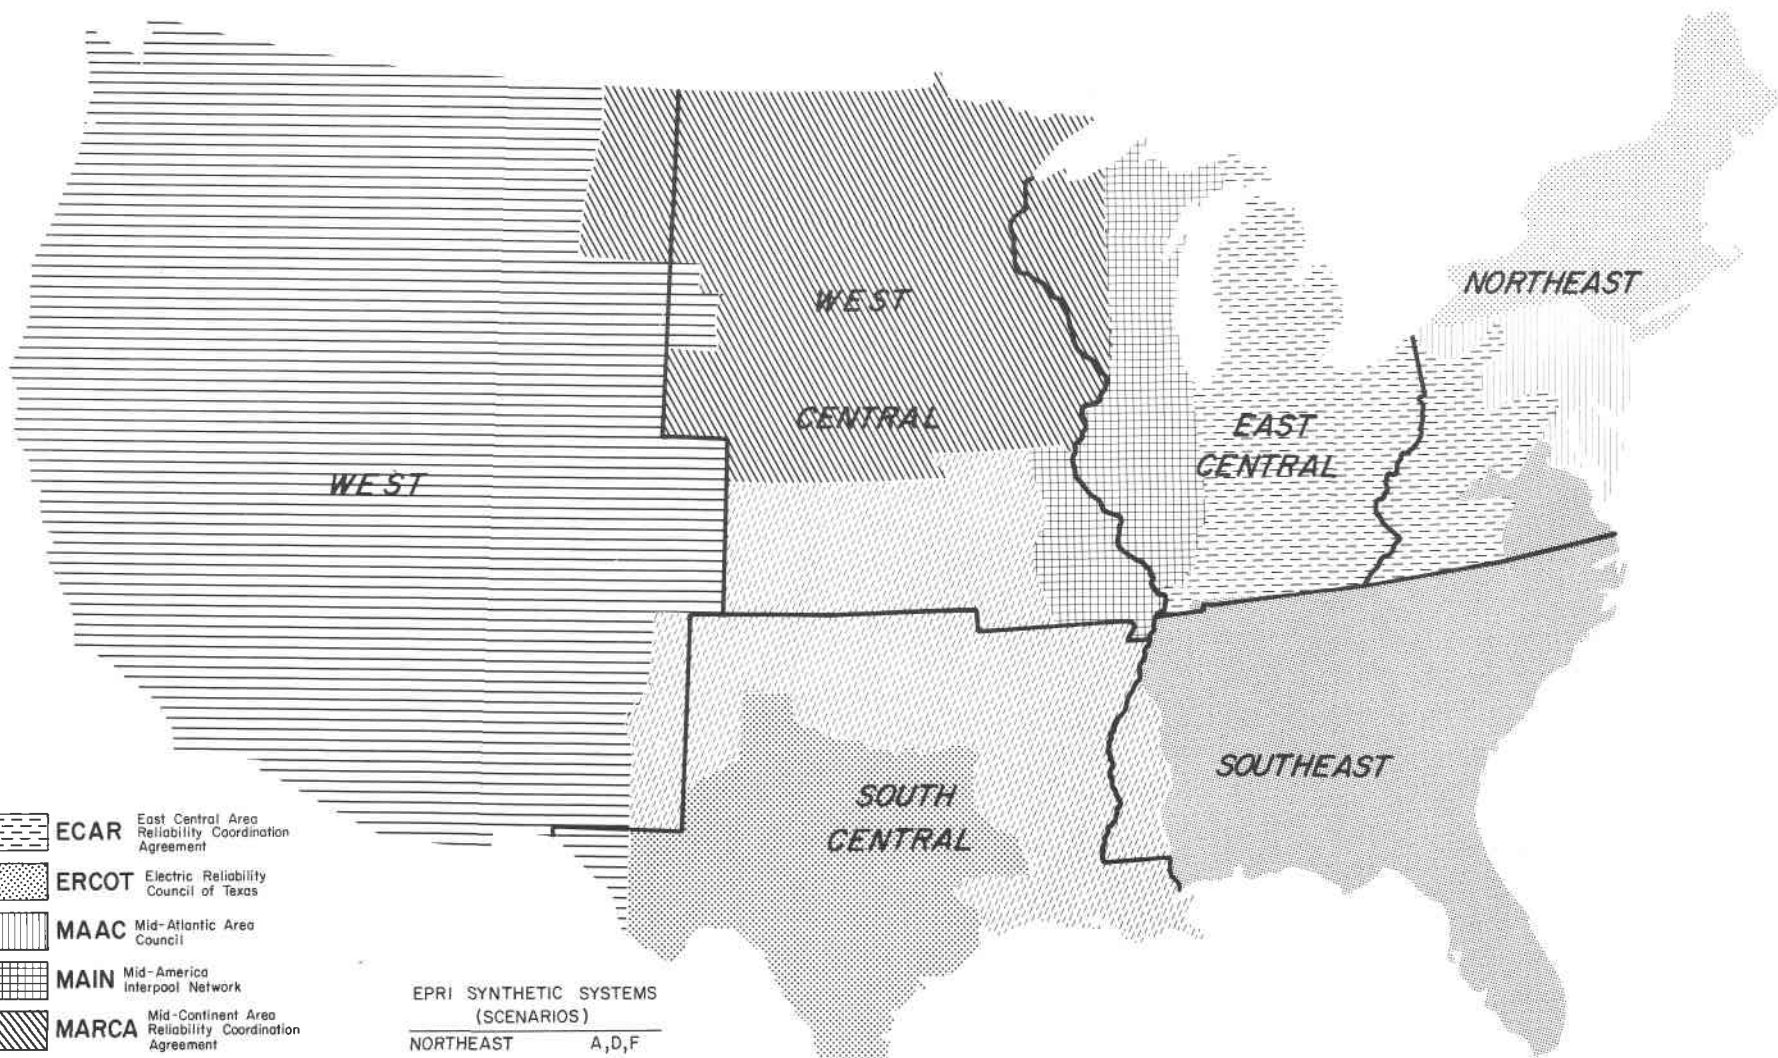 NORTHEAST
WEST
CENTRAL
EAST
CENTRAL
WEST
SOUTHEAST
SOUTH
CENTRAL
ECAR East Central Area
Reliability Coordination
Agreement
ERCOT Electric Reliability
Council of Texas
MAAC Mid-Atlantic Area
Council
MAIN Mid-America
Interpool Network
MARCA Mid-Continent Area
Reliability Coordination
Agreement
EPRI SYNTHETIC SYSTEMS
(SCENARIOS)
NORTHEAST A,D,F